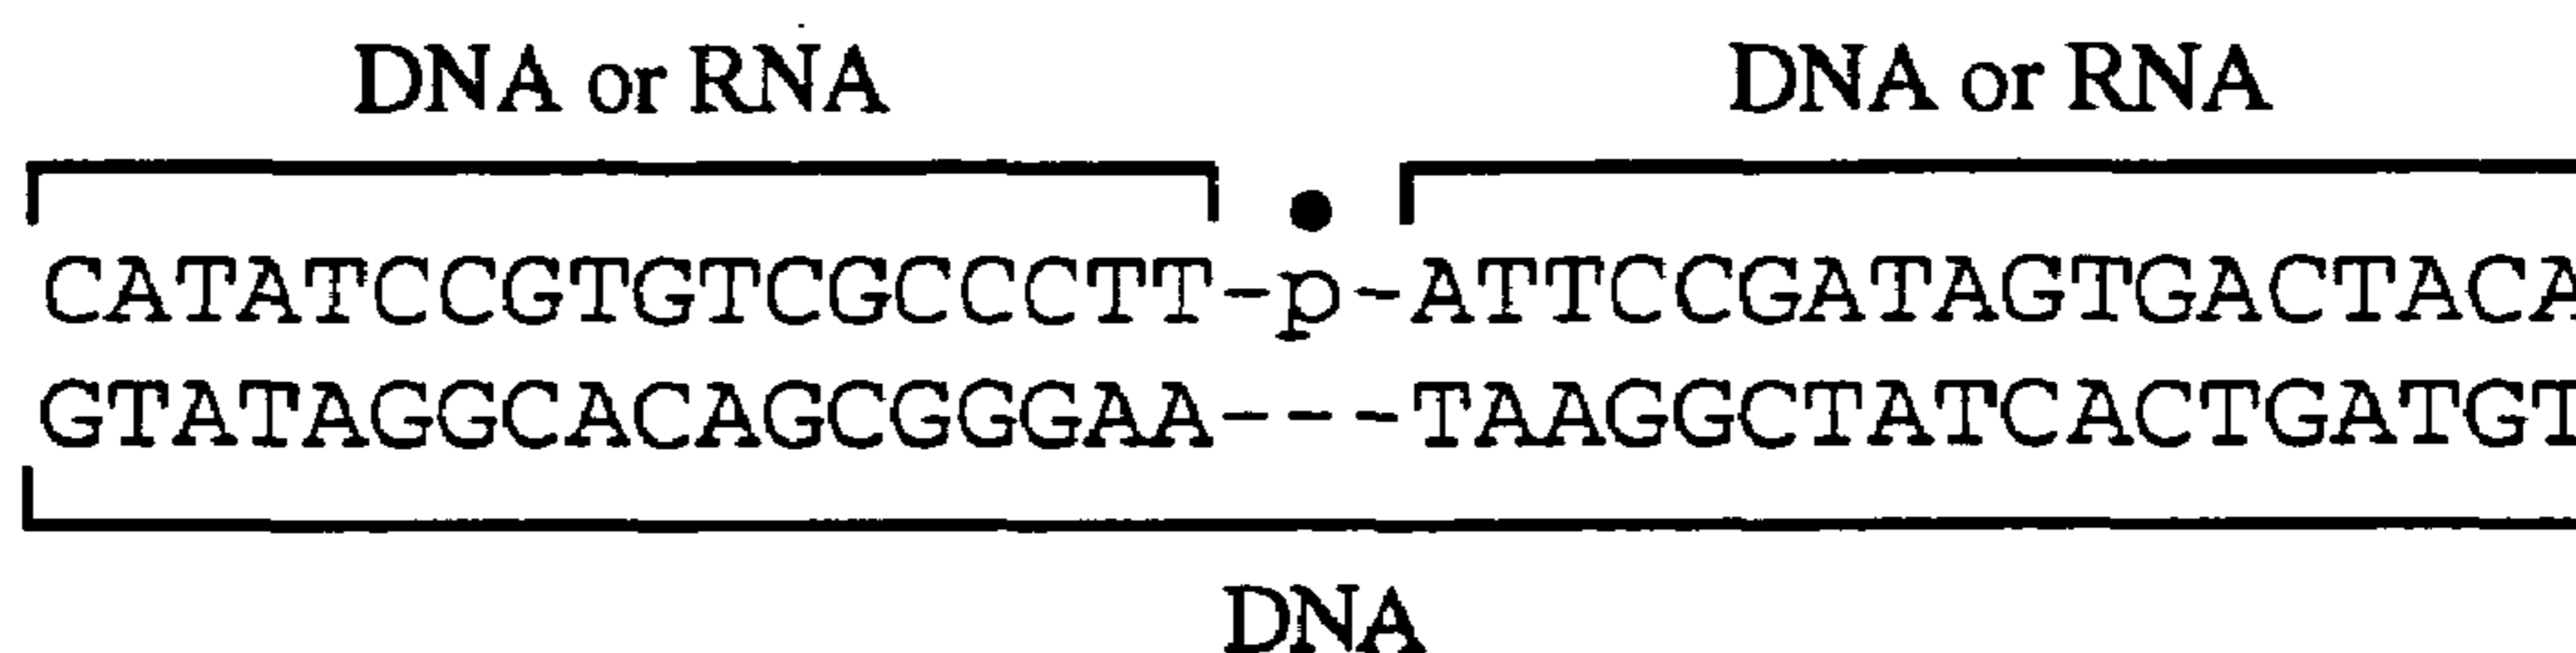 DNA or RNA DNA or RNA
CATATCCGTGTCGCCCTT-p-ATTCCGATAGTGACTACA
GTATAGGCACAGCGGGAA---TAAGGCTATCACTGATGT
DNA